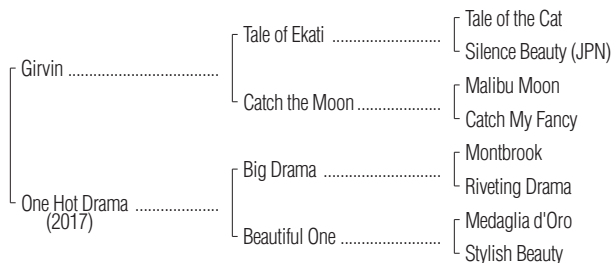 Tale of the Cat
Tale of Ekati ........................
Silence Beauty (JPN)
Girvin ..................................
Malibu Moon
Catch the Moon ..................
Catch My Fancy
Montbrook
Big Drama ..........................
Riveting Drama
One Hot Drama ...................
(2017)
Medaglia d'Oro
Beautiful One ......................
Stylish Beauty